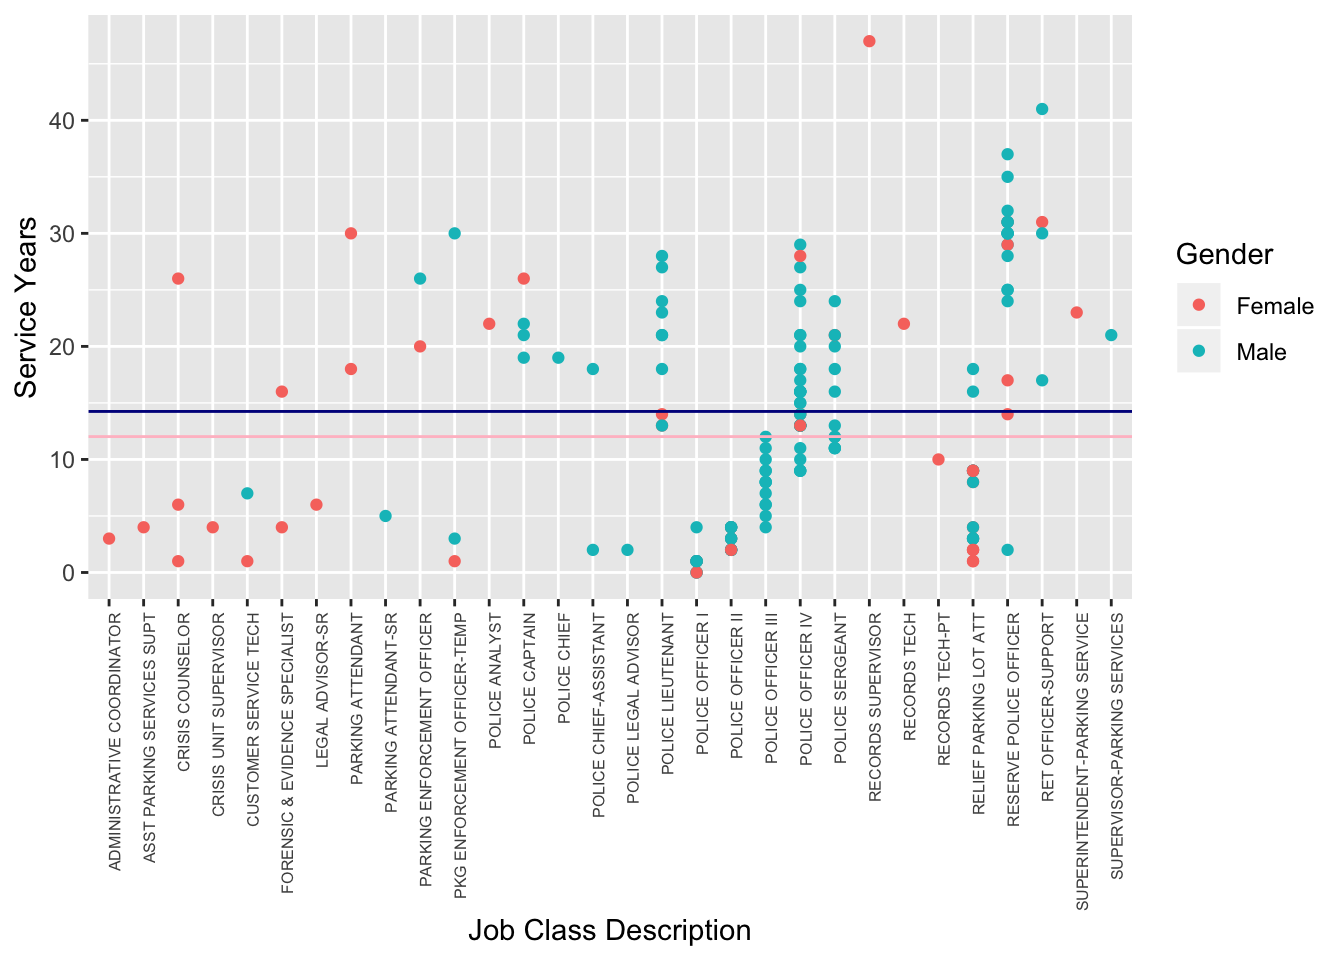 Service Years
40
30
20
10
0
ADMINISTRATIVE COORDINATOR
ASST PARKING SERVICES SUPT
CRISIS COUNSELOR
CRISIS UNIT SUPERVISOR
CUSTOMER SERVICE TECH
FORENSIC & EVIDENCE SPECIALIST
LEGAL ADVISOR-SR
PARKING ATTENDANT
PARKING ATTENDANT-SR
PARKING ENFORCEMENT OFFICER
PKG ENFORCEMENT OFFICER-TEMP
POLICE ANALYST
POLICE CAPTAIN
POLICE CHIEF
POLICE CHIEF-ASSISTANT
POLICE LEGAL ADVISOR
POLICE LIEUTENANT
POLICE OFFICER I
POLICE OFFICER II
POLICE OFFICER III
POLICE OFFICER IV
POLICE SERGEANT
RECORDS SUPERVISOR
RECORDS TECH
RECORDS TECH-PT
RELIEF PARKING LOT ATT
RESERVE POLICE OFFICER
RET OFFICER-SUPPORT
SUPERINTENDENT-PARKING SERVICE
SUPERVISOR-PARKING SERVICES
Job Class Description
Gender
Female
Male